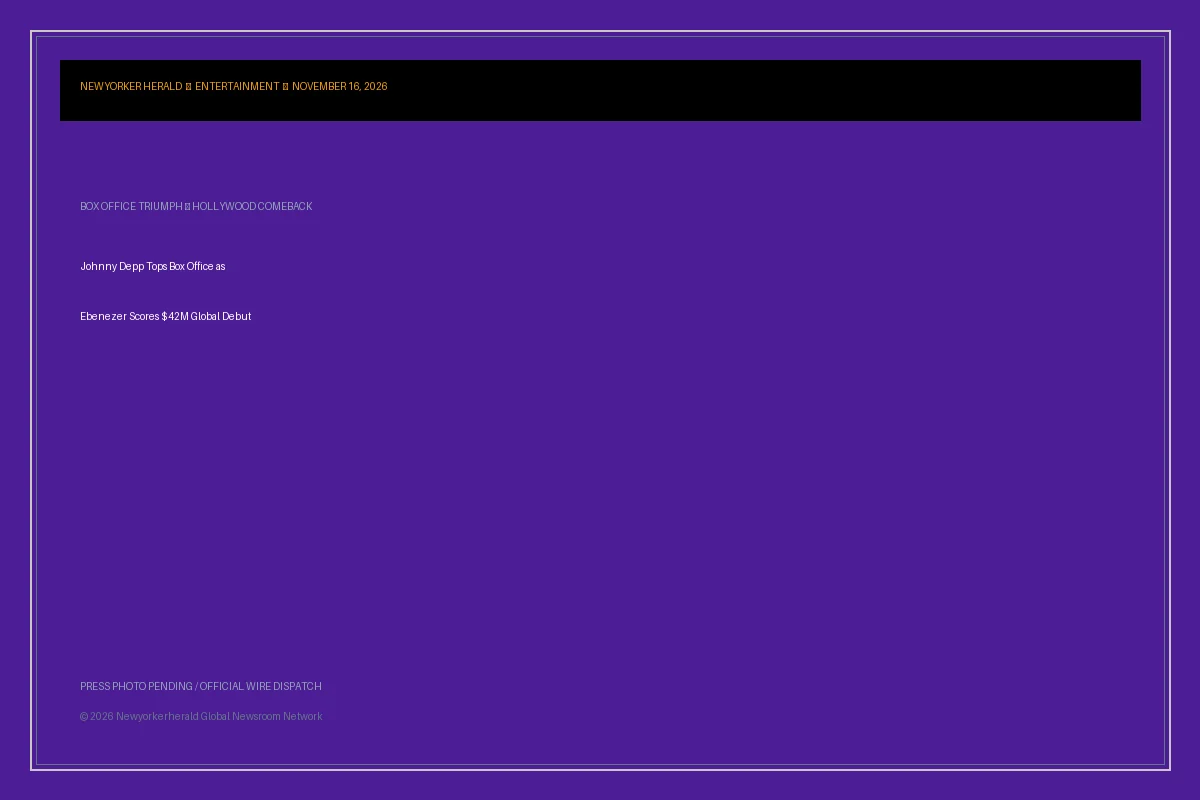 NEWYORKER HERALD ▯ ENTERTAINMENT ▯ NOVEMBER 16, 2026
BOX OFFICE TRIUMPH ▯ HOLLYWOOD COMEBACK
Johnny Depp Tops Box Office as
Ebenezer Scores $42M Global Debut
PRESS PHOTO PENDING / OFFICIAL WIRE DISPATCH
© 2026 Newyorkerherald Global Newsroom Network